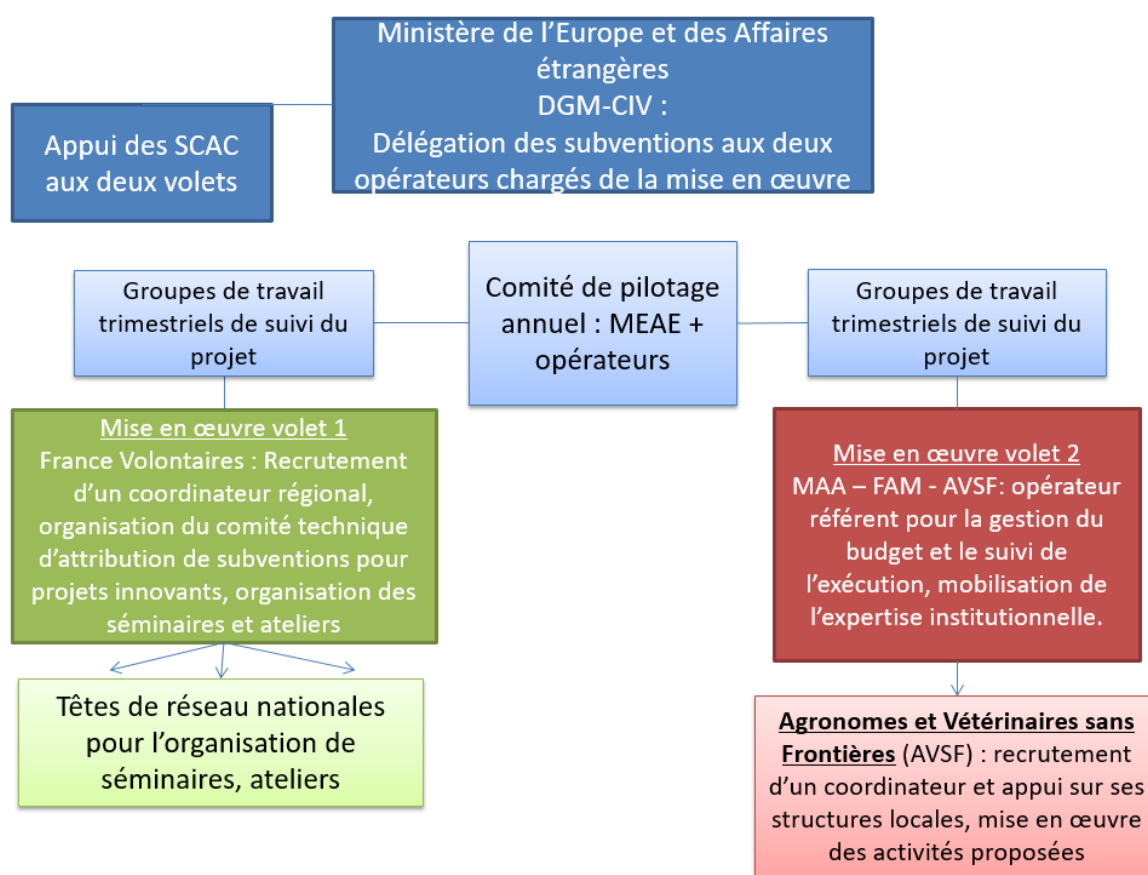 Ministère de l’Europe et des Affaires
étrangères
DGM-CIV :
Délégation des subventions aux deux
opérateurs chargés de la mise en œuvre
Appui des SCAC
aux deux volets
Groupes de travail
trimestriels de suivi du
projet
Comité de pilotage
annuel : MEAE +
opérateurs
Groupes de travail
trimestriels de suivi du
projet
Mise en œuvre volet 1
France Volontaires : Recrutement
d’un coordinateur régional,
organisation du comité technique
d’attribution de subventions pour
projets innovants, organisation des
séminaires et ateliers
Mise en œuvre volet 2
MAA – FAM - AVSF: opérateur
référent pour la gestion du
budget et le suivi de
l’exécution, mobilisation de
l’expertise institutionnelle.
Têtes de réseau nationales
pour l’organisation de
séminaires, ateliers
Agronomes et Vétérinaires sans
Frontières (AVSF) : recrutement
d’un coordinateur et appui sur ses
structures locales, mise en œuvre
des activités proposées